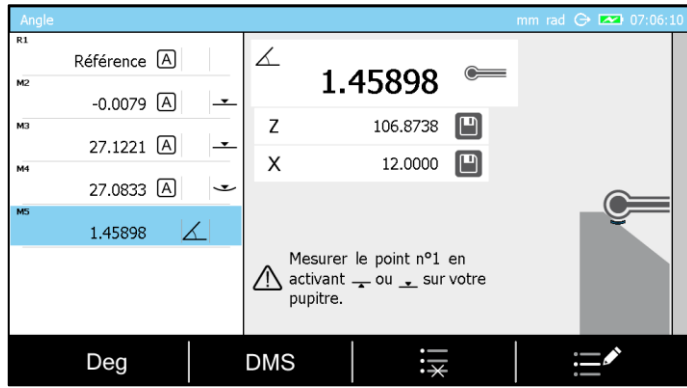 Angle
mm rad 07:06:10
R1
Référence A
M2
-0.0079 A
M3
27.1221 A
M4
27.0833 A
M5
1.45898
1.45898
Z 106.8738
X 12.0000
Mesurer le point nº1 en
activant ou sur votre
pupitre.
Deg
DMS